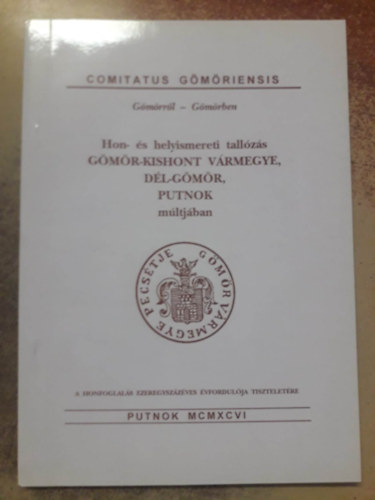 COMITATUS GÖMÖRIENSIS
Gömörről – Gömörben
Hon- és helyismereti tallózás
GÖMÖR-KISHONT VÁRMEGYE,
DÉL-GÖMÖR,
PUTNOK
múltjában
GÖMÖR VÁRMEGYE PECSÉTJE
A HONFOGLALÁS EZEREGYSZÁZÉVES ÉVFORDULÓJA TISZTELETÉRE
PUTNOK MCMXCVI